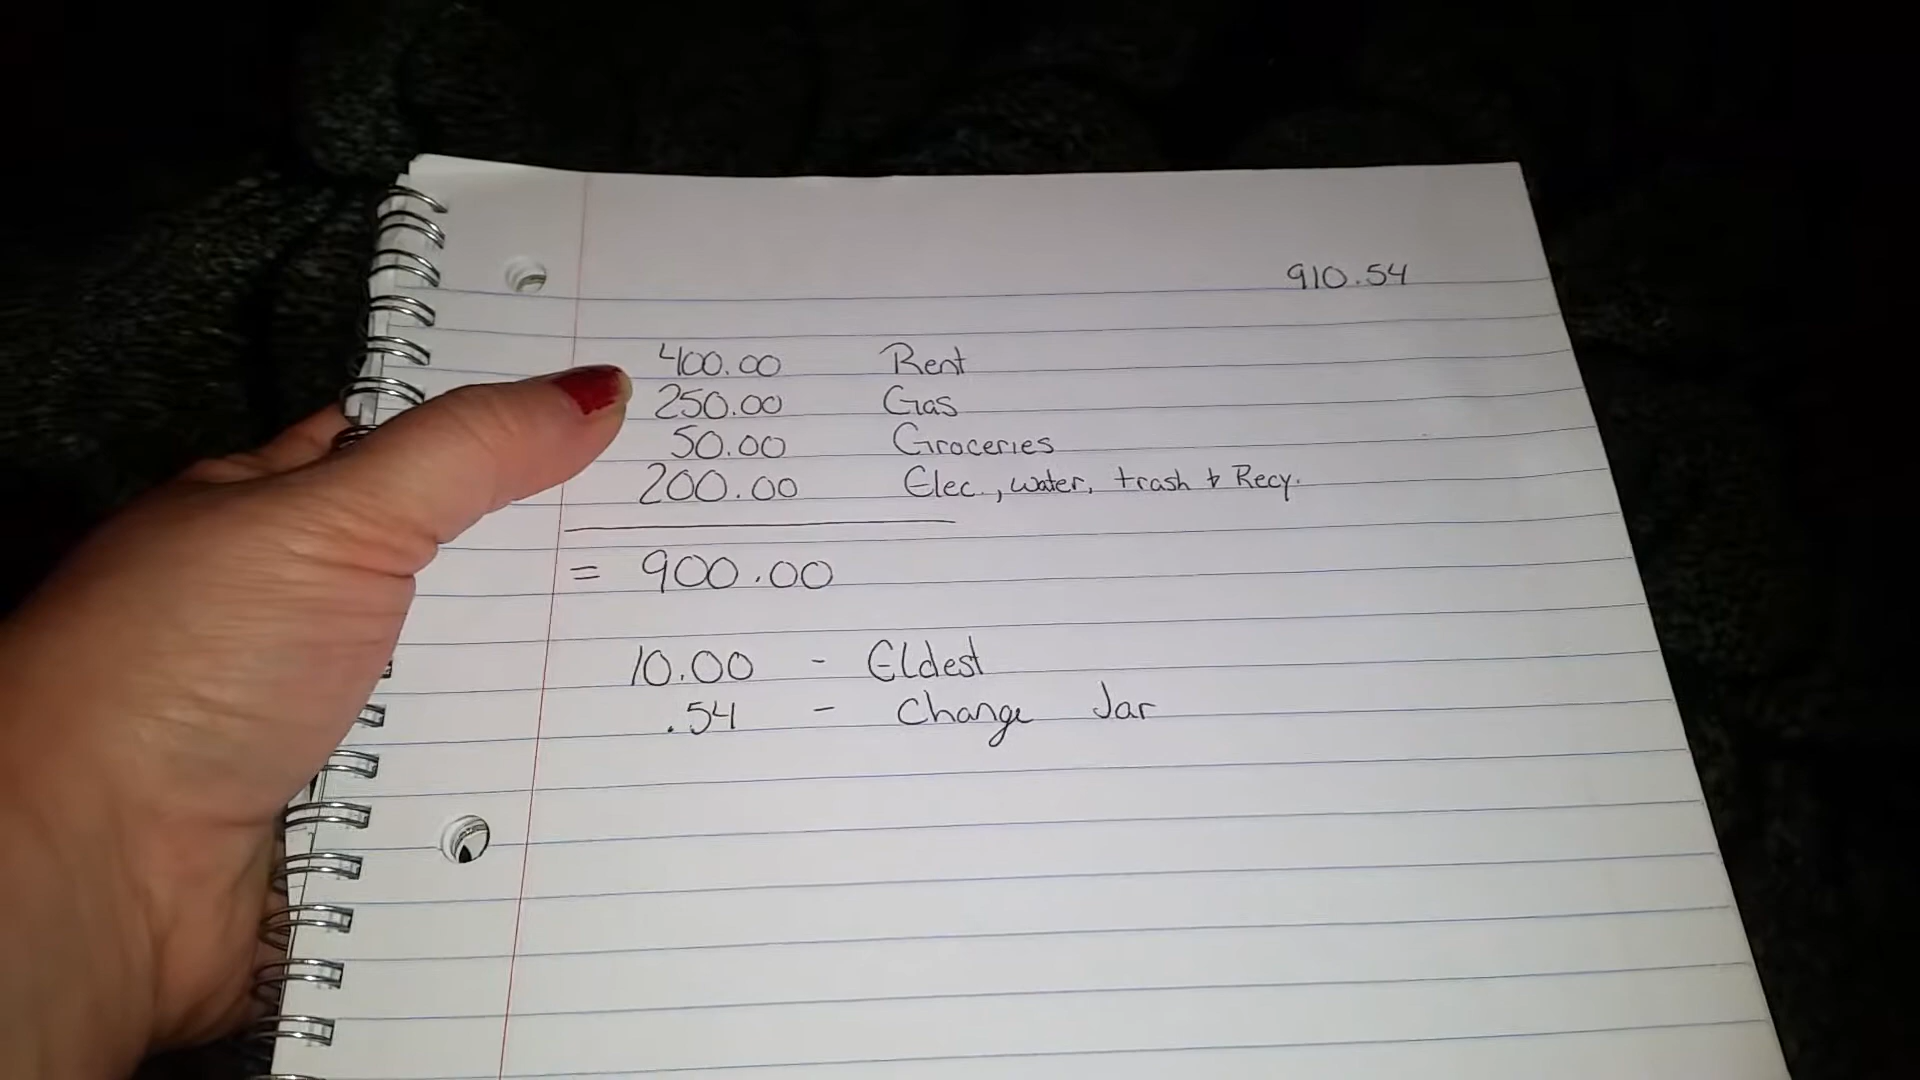 910.54
400.00 Rent
250.00 Gas
50.00 Groceries
200.00 Elec., water, trash & Recy.
= 900.00
10.00 - Eldest
.54 - Change Jar